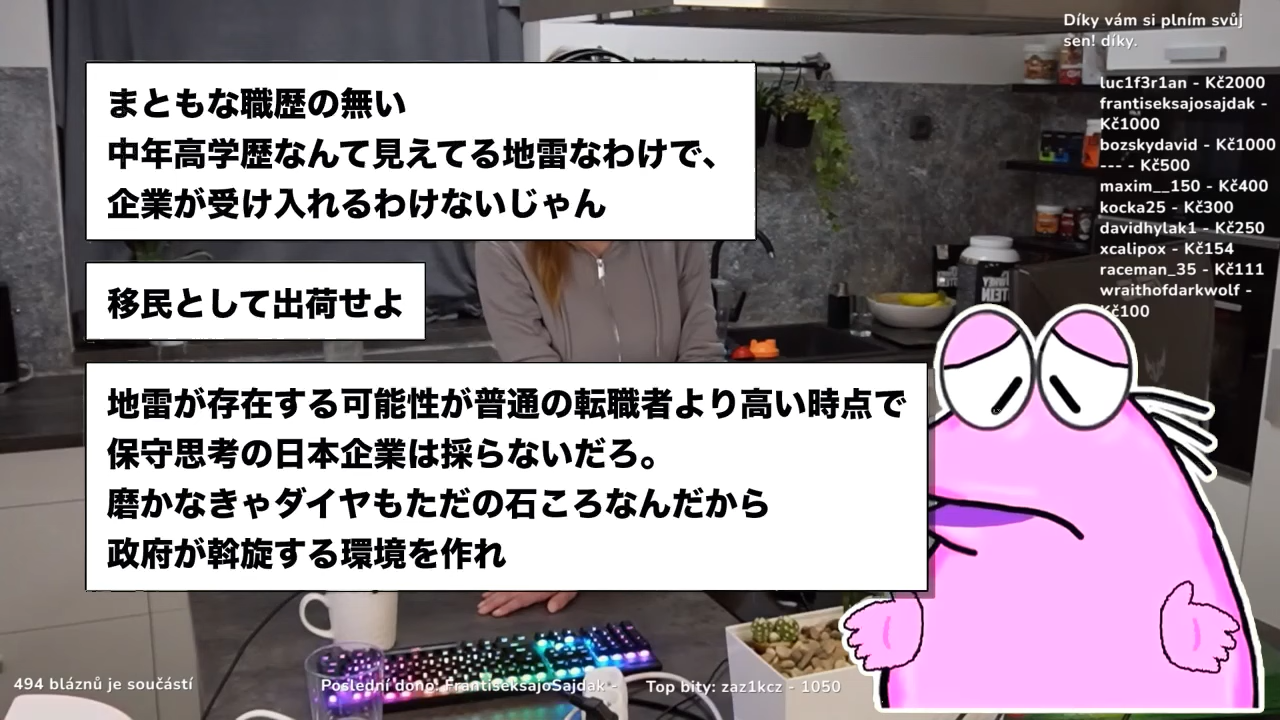 Díky vám si plním svůj
sen! díky.
luc1f3r1an - Kč2000
frantiseksajosajdak -
Kč1000
bozskydavid - Kč1000
--- - Kč500
maxim__150 - Kč400
kocka25 - Kč300
davidhylak1 - Kč250
xcalipox - Kč154
raceman_35 - Kč111
wraithofdarkwolf -
Kč100
まともな職歴の無い
中年高学歴なんて見えてる地雷なわけで、
企業が受け入れるわけないじゃん
移民として出荷せよ
地雷が存在する可能性が普通の転職者より高い時点で
保守思考の日本企業は採らないだろ。
磨かなきゃダイヤもただの石ころなんだから
政府が斡旋する環境を作れ
494 bláznů je součástí
Poslední dono: FrantiseksajoSajdak -
Top bity: zaz1kcz - 1050